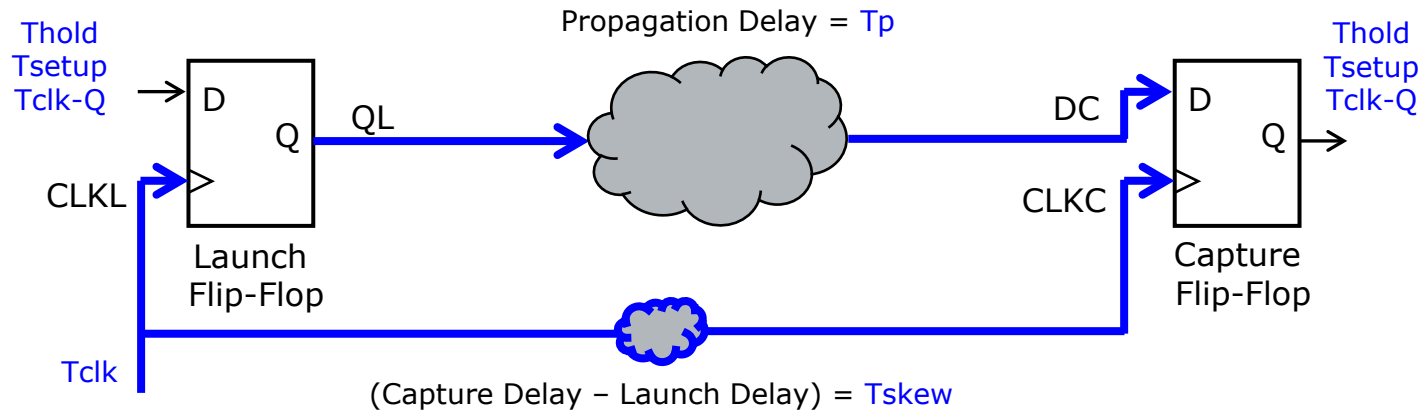 Propagation Delay = Tp
Thold
Tsetup
Tclk-Q
D
Q
QL
CLKL
Launch
Flip-Flop
Thold
Tsetup
Tclk-Q
DC
D
Q
CLKC
Capture
Flip-Flop
Tclk
(Capture Delay – Launch Delay) = Tskew